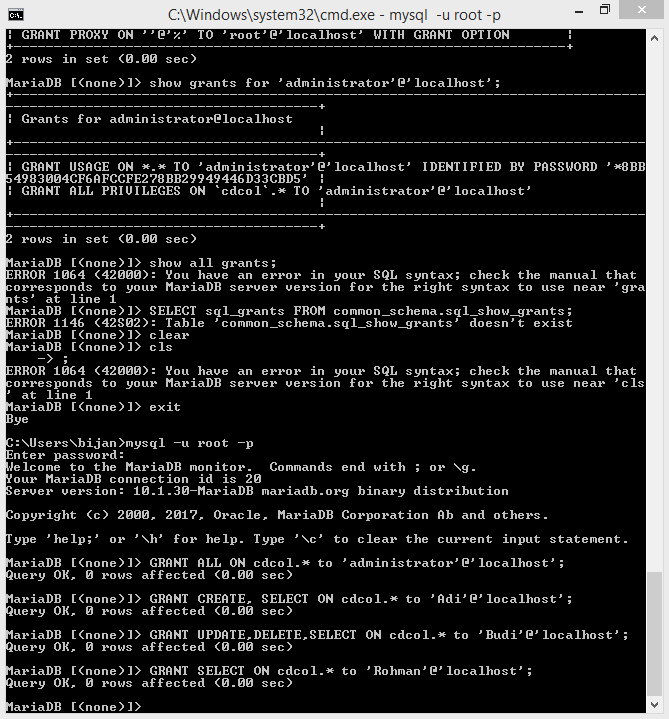 C:\Windows\system32\cmd.exe - mysql -u root -p
| GRANT PROXY ON ''@'%' TO 'root'@'localhost' WITH GRANT OPTION |
2 rows in set (0.00 sec)
MariaDB [(none)]> show grants for 'administrator'@'localhost';
| Grants for administrator@localhost
|
| GRANT USAGE ON *.* TO 'administrator'@'localhost' IDENTIFIED BY PASSWORD '*8BB
54983004CF6AFCCFE278BB29949446D33CBD5' |
| GRANT ALL PRIVILEGES ON `cdcol`.* TO 'administrator'@'localhost'
|
2 rows in set (0.00 sec)
MariaDB [(none)]> show all grants;
ERROR 1064 (42000): You have an error in your SQL syntax; check the manual that
corresponds to your MariaDB server version for the right syntax to use near 'gra
nts' at line 1
MariaDB [(none)]> SELECT sql_grants FROM common_schema.sql_show_grants;
ERROR 1146 (42S02): Table 'common_schema.sql_show_grants' doesn't exist
MariaDB [(none)]> clear
MariaDB [(none)]> cls
-> ;
ERROR 1064 (42000): You have an error in your SQL syntax; check the manual that
corresponds to your MariaDB server version for the right syntax to use near 'cls
' at line 1
MariaDB [(none)]> exit
Bye
C:\Users\bijan>mysql -u root -p
Enter password:
Welcome to the MariaDB monitor.  Commands end with ; or \g.
Your MariaDB connection id is 20
Server version: 10.1.30-MariaDB mariadb.org binary distribution
Copyright (c) 2000, 2017, Oracle, MariaDB Corporation Ab and others.
Type 'help;' or '\h' for help. Type '\c' to clear the current input statement.
MariaDB [(none)]> GRANT ALL ON cdcol.* to 'administrator'@'localhost';
Query OK, 0 rows affected (0.00 sec)
MariaDB [(none)]> GRANT CREATE, SELECT ON cdcol.* to 'Adi'@'localhost';
Query OK, 0 rows affected (0.00 sec)
MariaDB [(none)]> GRANT UPDATE,DELETE,SELECT ON cdcol.* to 'Budi'@'localhost';
Query OK, 0 rows affected (0.00 sec)
MariaDB [(none)]> GRANT SELECT ON cdcol.* to 'Rohman'@'localhost';
Query OK, 0 rows affected (0.00 sec)
MariaDB [(none)]>